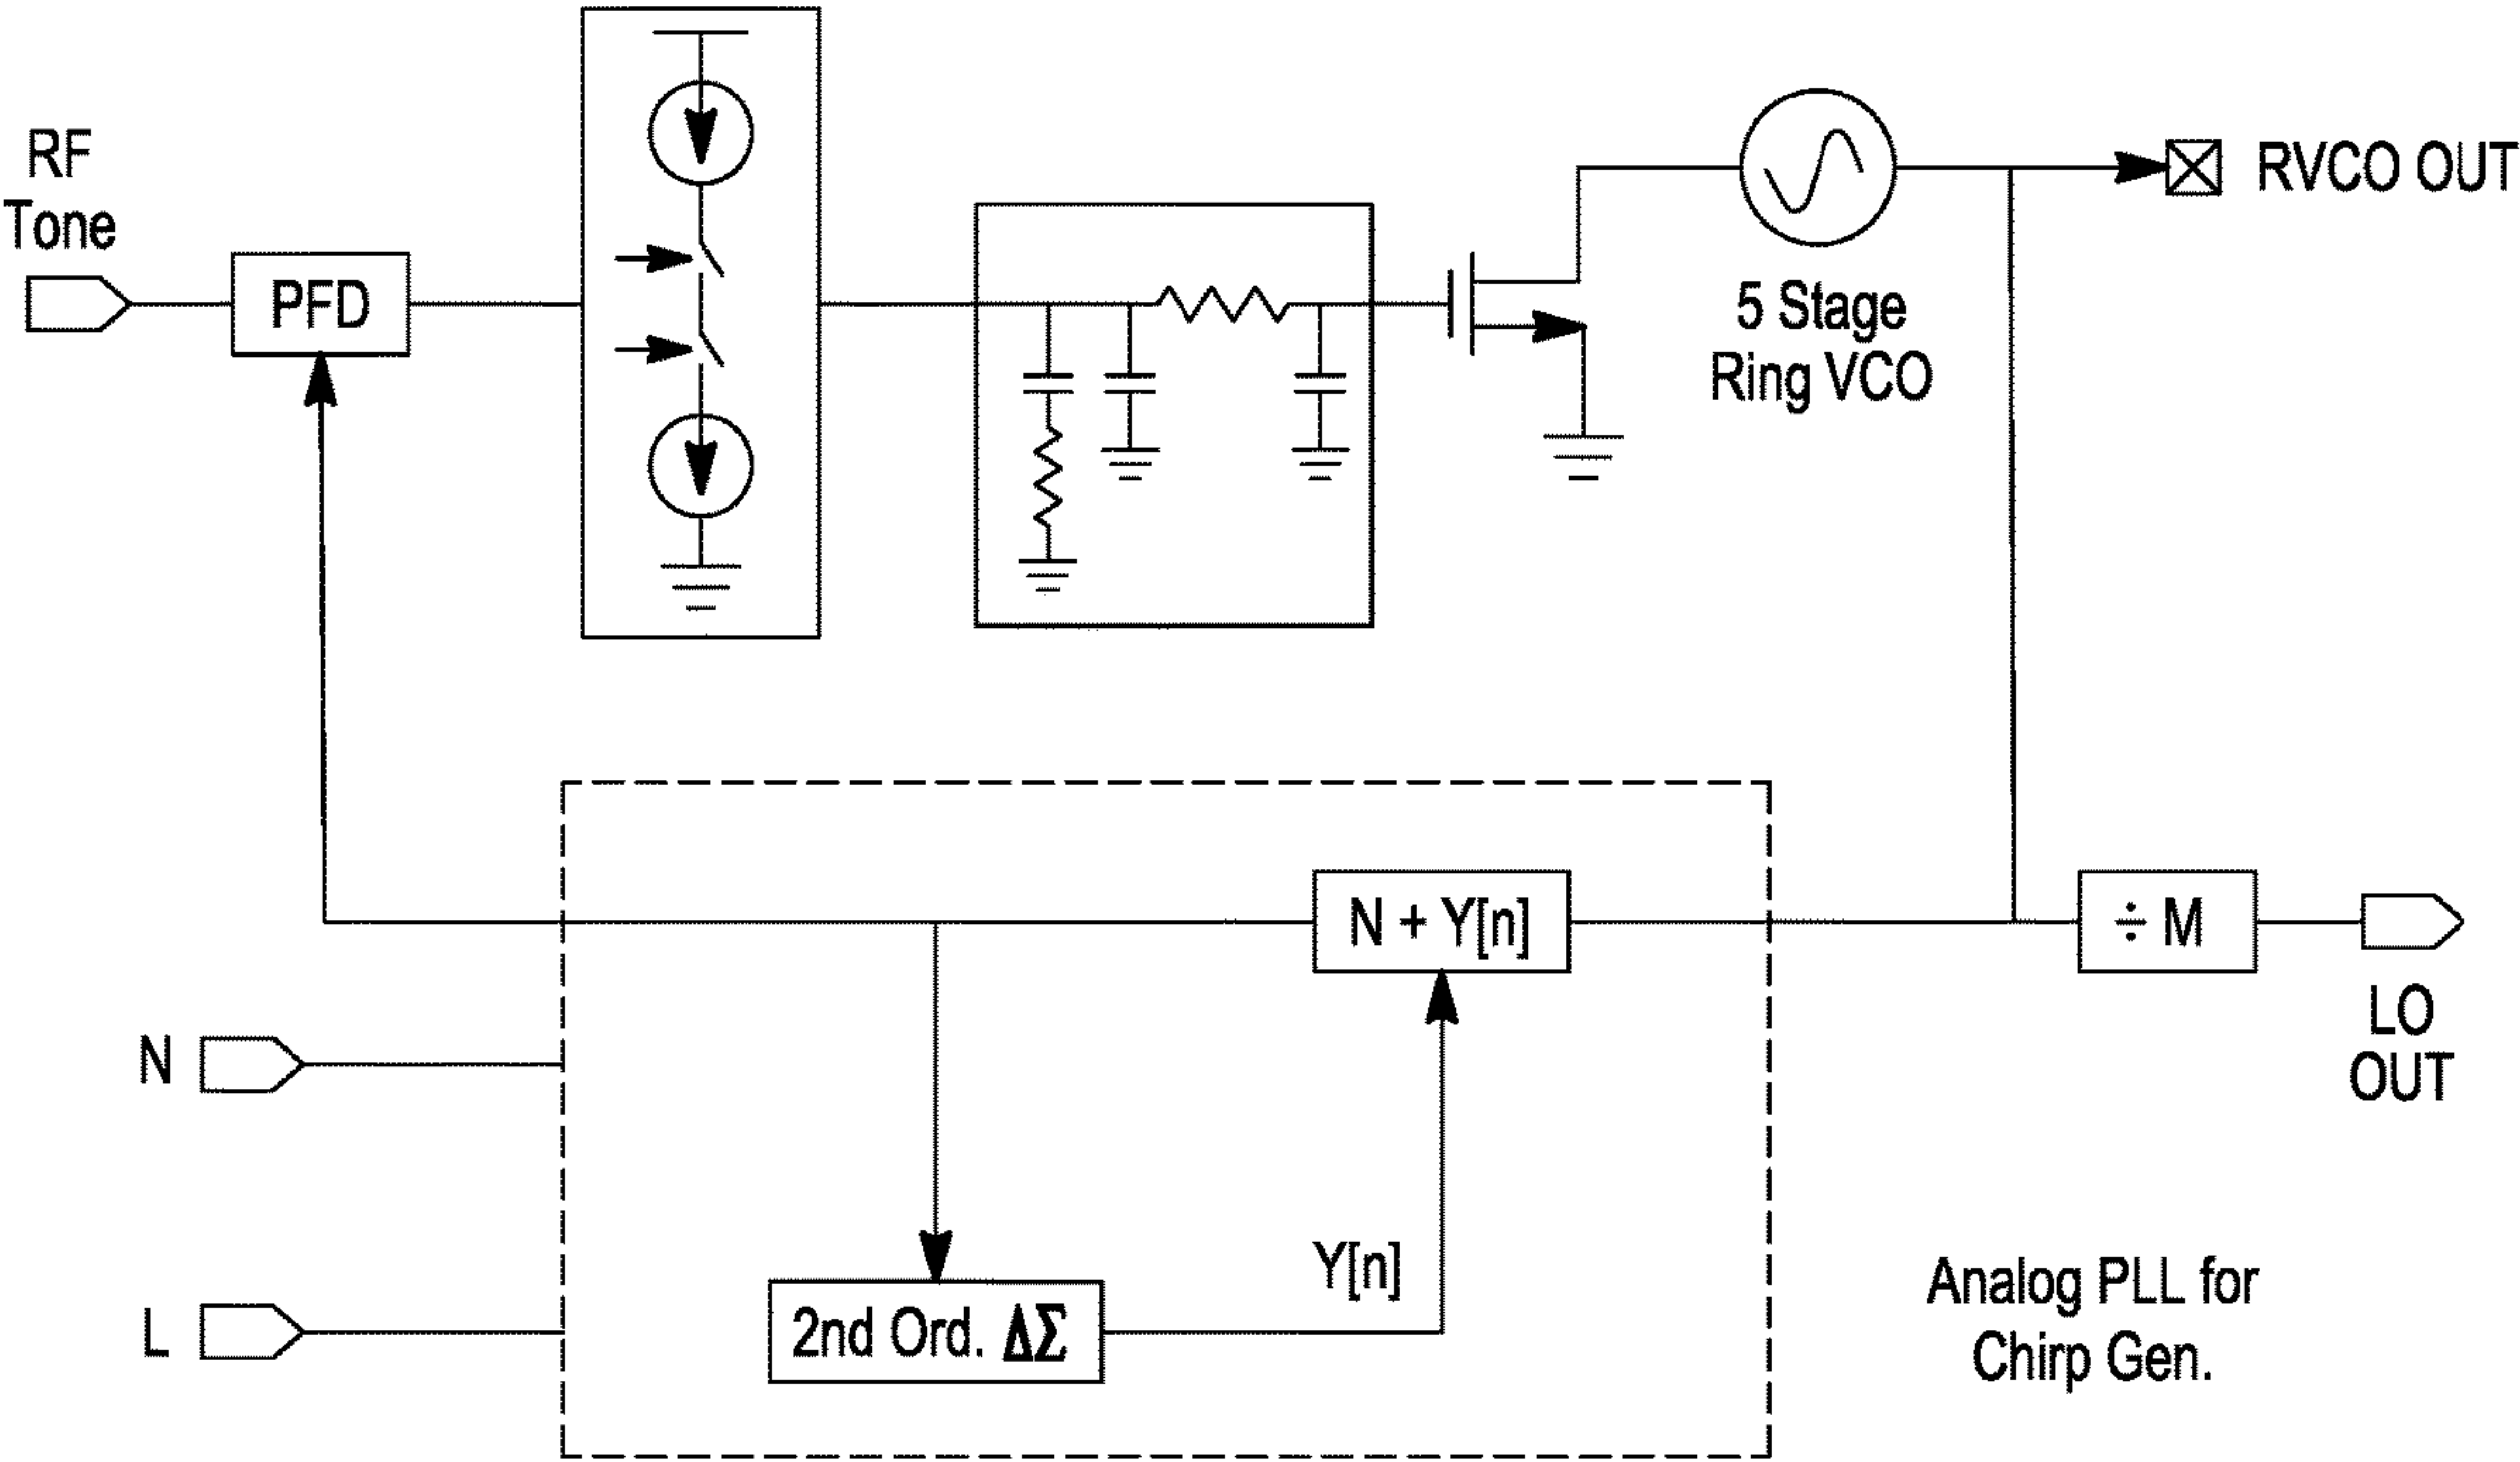 RF
Tone
PFD
5 Stage
Ring VCO
RVCO OUT
N + Y[n]
÷ M
LO
OUT
N
L
2nd Ord. ΔΣ
Y[n]
Analog PLL for
Chirp Gen.